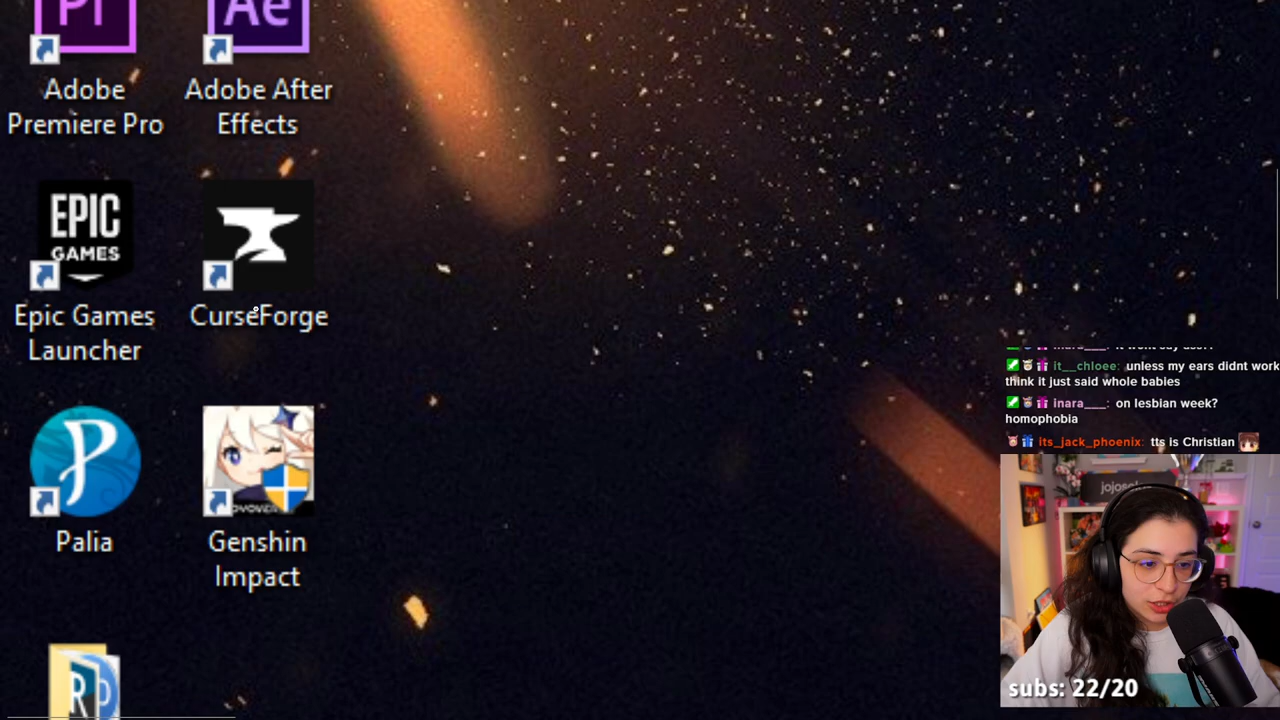 Pr
Ae
Adobe
Premiere Pro
Adobe After
Effects
EPIC
GAMES
Epic Games
Launcher
CurseForge
P
Palia
Genshin
Impact
R
it__chloee: unless my ears didnt work
think it just said whole babies
inara___: on lesbian week?
homophobia
its_jack_phoenix: tts is Christian
subs: 22/20